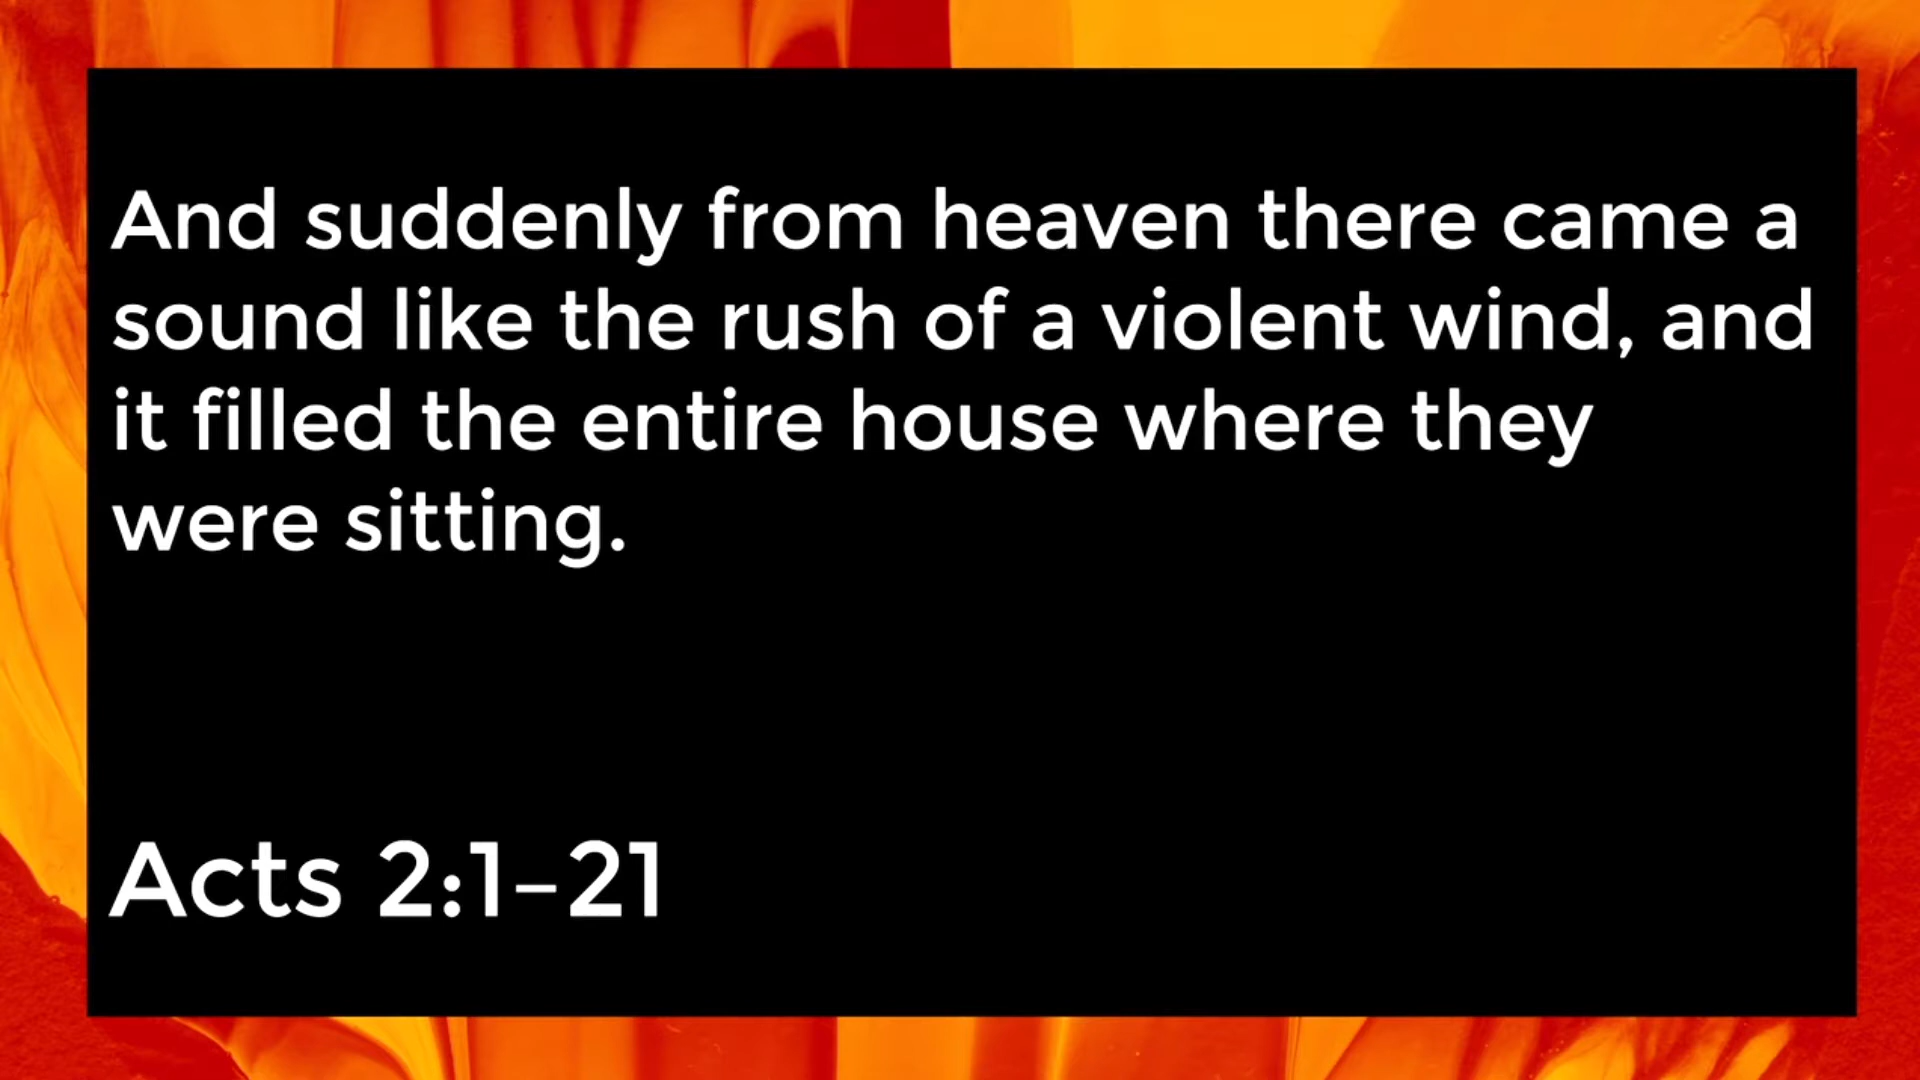 And suddenly from heaven there came a
sound like the rush of a violent wind, and
it filled the entire house where they
were sitting.
Acts 2:1–21